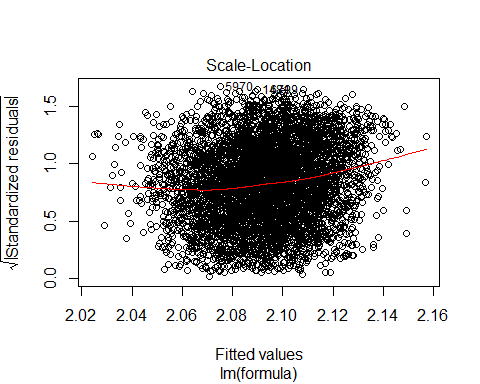 Scale-Location
5970
1.5
1.0
0.5
0.0
√|Standardized residuals|
2.02 2.04 2.06 2.08 2.10 2.12 2.14 2.16
Fitted values
lm(formula)